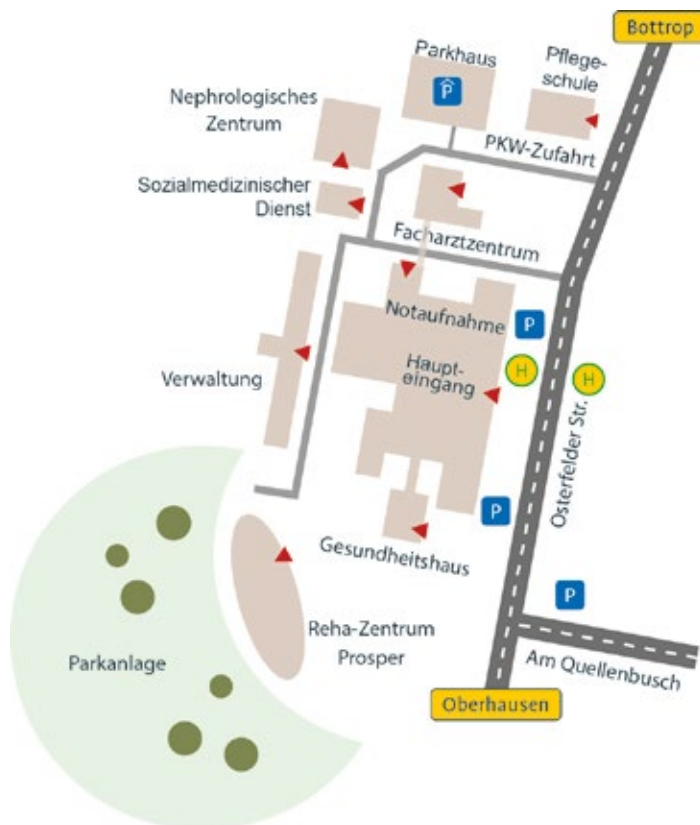 Bottrop
Parkhaus
P
Pflege-
schule
Nephrologisches
Zentrum
PKW-Zufahrt
Sozialmedizinischer
Dienst
Facharztzentrum
Notaufnahme
P
Haupt-
eingang
H
H
Verwaltung
Osterfelder Str.
P
Gesundheitshaus
P
Reha-Zentrum
Prosper
Parkanlage
Am Quellenbusch
Oberhausen